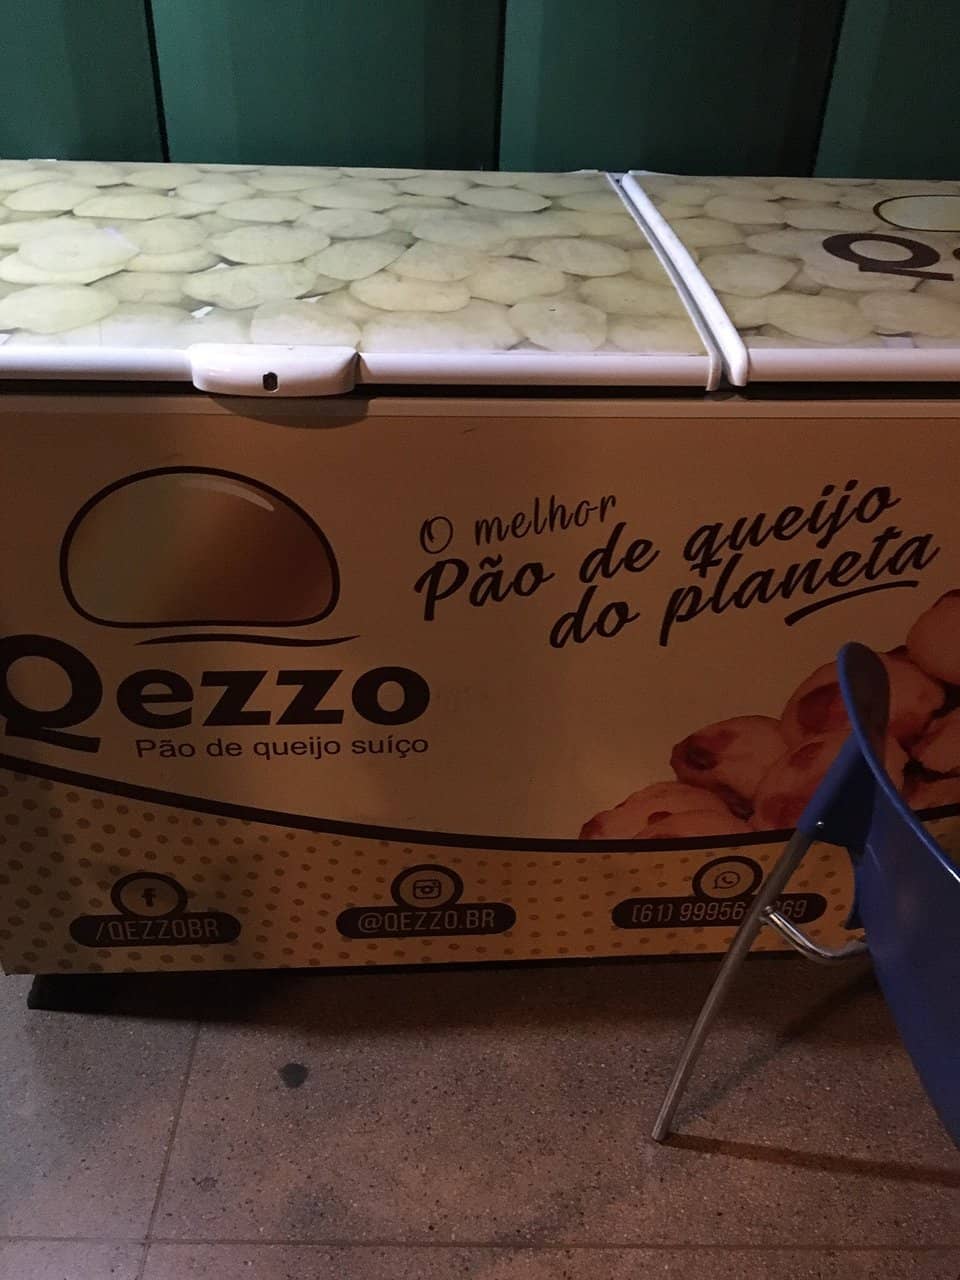 Q
O melhor
Pão de queijo
do planeta
Qezzo
Pão de queijo suíço
f
/QEZZOBR
@QEZZO.BR
(61)